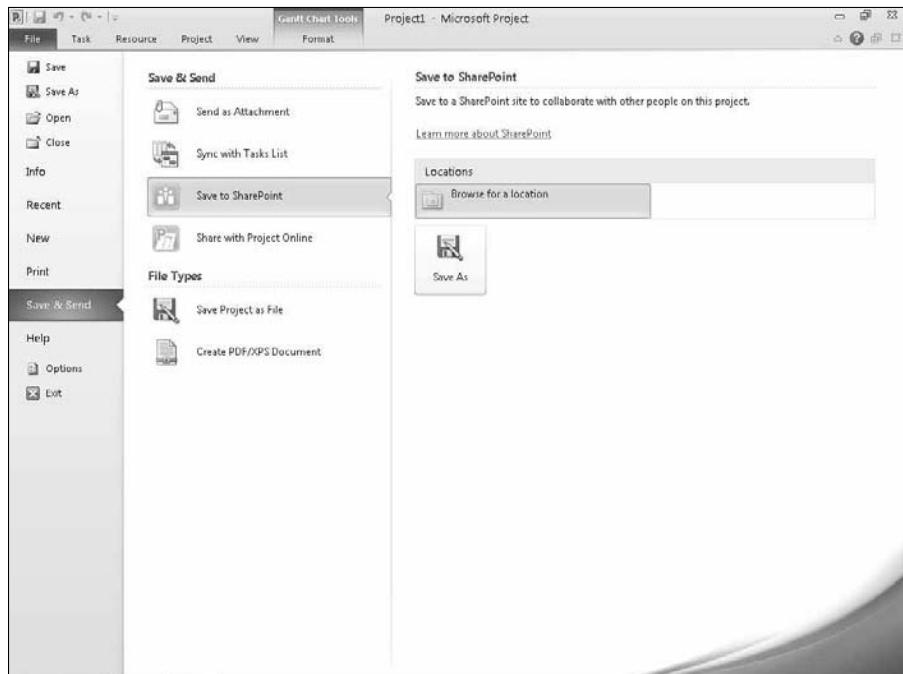 Gantt Chart Tools
Project1 - Microsoft Project
File Task Resource Project View Format
Save
Save As
Open
Close
Info
Recent
New
Print
Save & Send
Help
Options
Exit
Save & Send
Send as Attachment
Sync with Tasks List
Save to SharePoint
Share with Project Online
File Types
Save Project as File
Create PDF/XPS Document
Save to SharePoint
Save to a SharePoint site to collaborate with other people on this project.
Learn more about SharePoint
Locations
Browse for a location
Save As